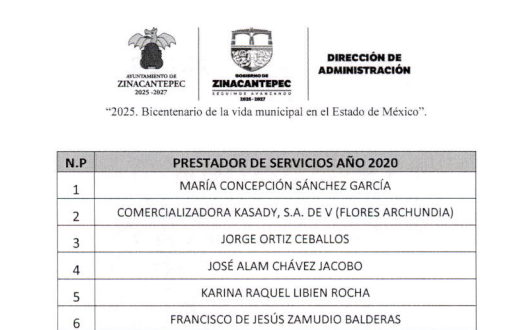 AYUNTAMIENTO DE
ZINACANTEPEC
2025 -2027
GOBIERNO DE
ZINACANTEPEC
SEGUIMOS AVANZANDO
2025 - 2027
DIRECCIÓN DE
ADMINISTRACIÓN
“2025. Bicentenario de la vida municipal en el Estado de México”.
N.P PRESTADOR DE SERVICIOS AÑO 2020
1 MARÍA CONCEPCIÓN SÁNCHEZ GARCÍA
2 COMERCIALIZADORA KASADY, S.A. DE V (FLORES ARCHUNDIA)
3 JORGE ORTIZ CEBALLOS
4 JOSÉ ALAM CHÁVEZ JACOBO
5 KARINA RAQUEL LIBIEN ROCHA
6 FRANCISCO DE JESÚS ZAMUDIO BALDERAS